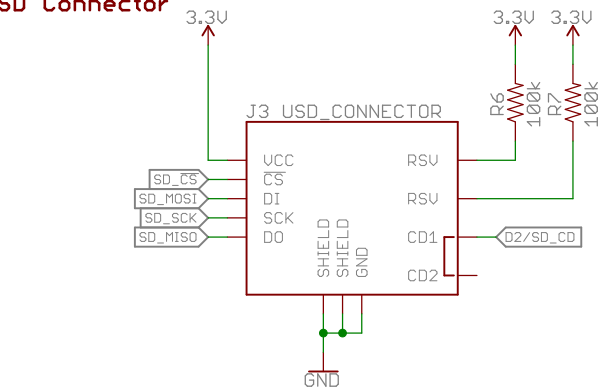 SD Connector
3.3V
3.3V
3.3V
R6
100k
R7
100k
J3 USD_CONNECTOR
VCC
RSV
SD_CS
CS
SD_MOSI
DI
RSV
SD_SCK
SCK
SD_MISO
DO
SHIELD
SHIELD
GND
CD1
D2/SD_CD
CD2
GND